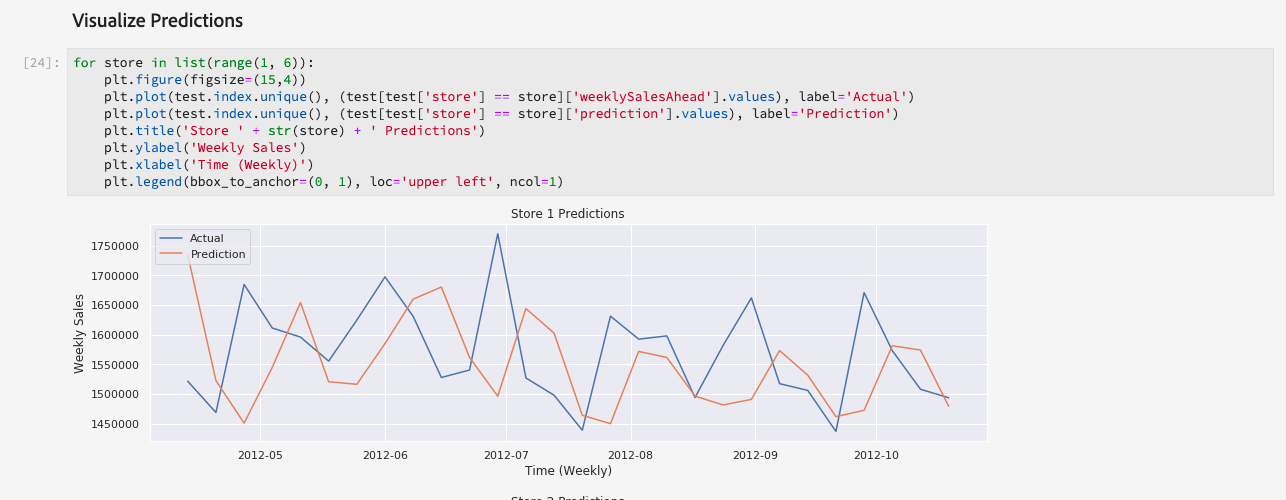 Visualize Predictions
[24]:
for store in list(range(1, 6)):
    plt.figure(figsize=(15,4))
    plt.plot(test.index.unique(), (test[test['store'] == store]['weeklySalesAhead'].values), label='Actual')
    plt.plot(test.index.unique(), (test[test['store'] == store]['prediction'].values), label='Prediction')
    plt.title('Store ' + str(store) + ' Predictions')
    plt.ylabel('Weekly Sales')
    plt.xlabel('Time (Weekly)')
    plt.legend(bbox_to_anchor=(0, 1), loc='upper left', ncol=1)
Store 1 Predictions
Actual
Prediction
Weekly Sales
1750000
1700000
1650000
1600000
1550000
1500000
1450000
2012-05 2012-06 2012-07 2012-08 2012-09 2012-10
Time (Weekly)
Store 2 Predictions